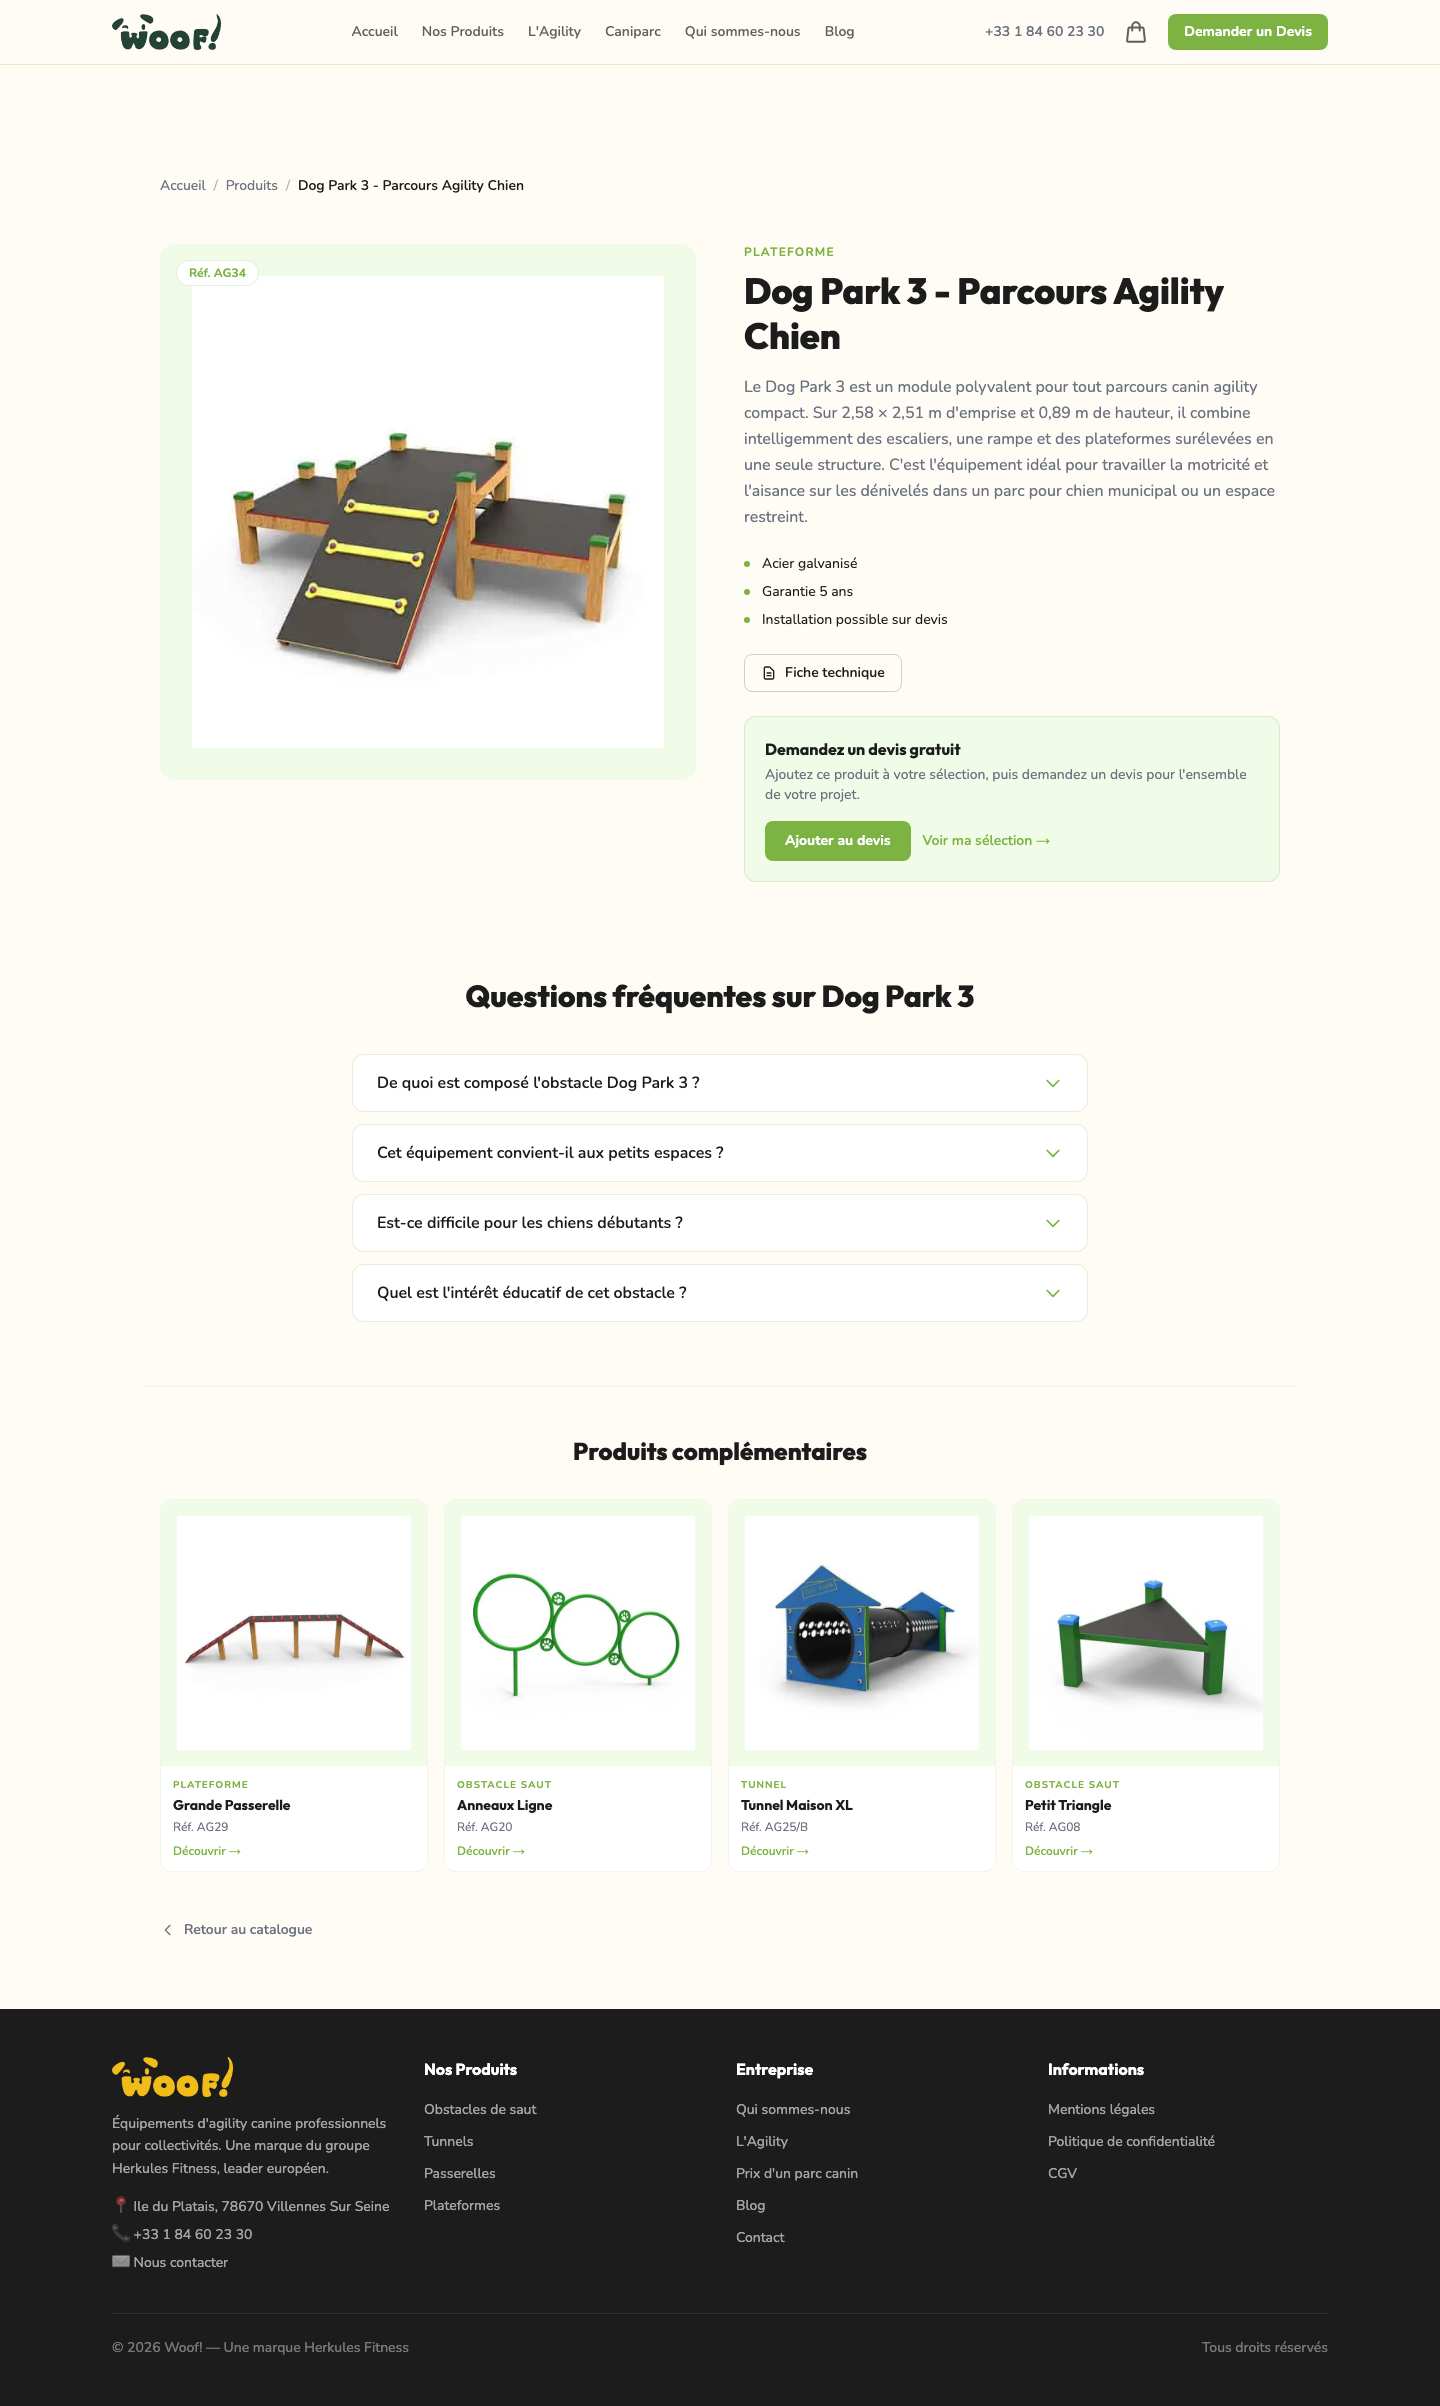 Woof!
Accueil
Nos Produits
L'Agility
Caniparc
Qui sommes-nous
Blog
+33 1 84 60 23 30
Demander un Devis
Accueil / Produits / Dog Park 3 - Parcours Agility Chien
Réf. AG34
PLATEFORME
Dog Park 3 - Parcours Agility
Chien
Le Dog Park 3 est un module polyvalent pour tout parcours canin agility
compact. Sur 2,58 × 2,51 m d'emprise et 0,89 m de hauteur, il combine
intelligemment des escaliers, une rampe et des plateformes surélevées en
une seule structure. C'est l'équipement idéal pour travailler la motricité et
l'aisance sur les dénivelés dans un parc pour chien municipal ou un espace
restreint.
Acier galvanisé
Garantie 5 ans
Installation possible sur devis
Fiche technique
Demandez un devis gratuit
Ajoutez ce produit à votre sélection, puis demandez un devis pour l'ensemble
de votre projet.
Ajouter au devis
Voir ma sélection →
Questions fréquentes sur Dog Park 3
De quoi est composé l'obstacle Dog Park 3 ?
Cet équipement convient-il aux petits espaces ?
Est-ce difficile pour les chiens débutants ?
Quel est l'intérêt éducatif de cet obstacle ?
Produits complémentaires
PLATEFORME
Grande Passerelle
Réf. AG29
Découvrir →
OBSTACLE SAUT
Anneaux Ligne
Réf. AG20
Découvrir →
TUNNEL
Tunnel Maison XL
Réf. AG25/B
Découvrir →
OBSTACLE SAUT
Petit Triangle
Réf. AG08
Découvrir →
Retour au catalogue
Woof!
Équipements d'agility canine professionnels
pour collectivités. Une marque du groupe
Herkules Fitness, leader européen.
Ile du Platais, 78670 Villennes Sur Seine
+33 1 84 60 23 30
Nous contacter
Nos Produits
Obstacles de saut
Tunnels
Passerelles
Plateformes
Entreprise
Qui sommes-nous
L'Agility
Prix d'un parc canin
Blog
Contact
Informations
Mentions légales
Politique de confidentialité
CGV
© 2026 Woof! — Une marque Herkules Fitness
Tous droits réservés